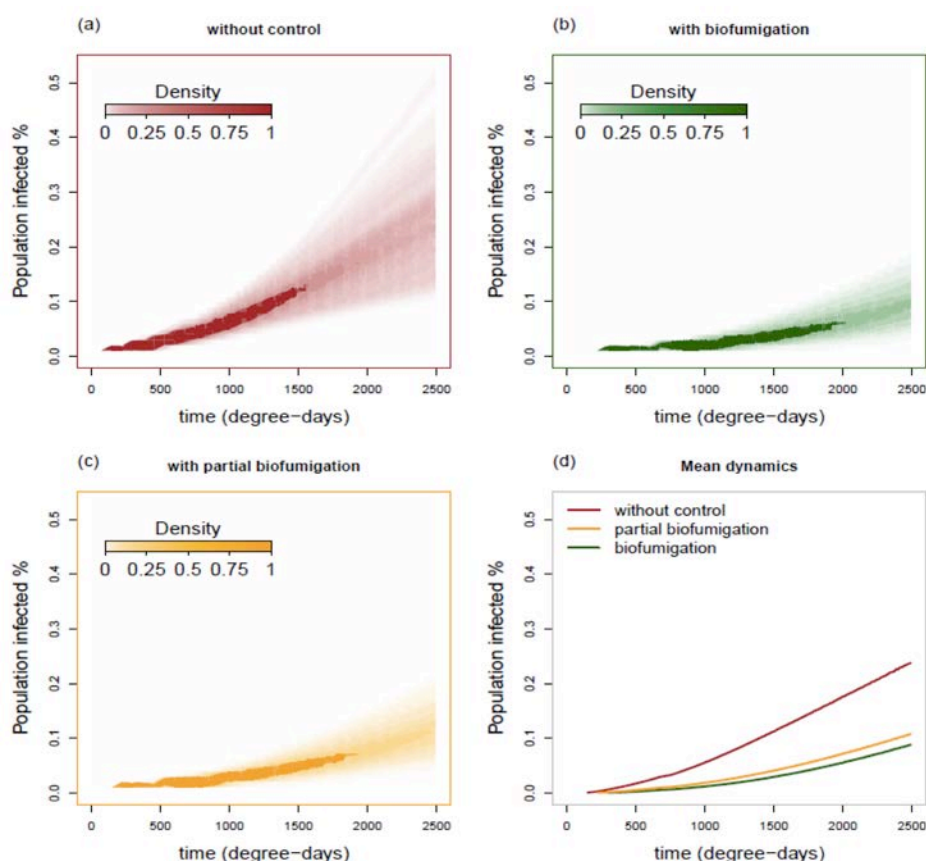 (a) without control
(b) with biofumigation
Population infected %
0.5
0.4
0.3
0.2
0.1
0.0
Density
0 0.25 0.5 0.75 1
0 500 1000 1500 2000 2500
time (degree−days)
Population infected %
0.5
0.4
0.3
0.2
0.1
0.0
Density
0 0.25 0.5 0.75 1
0 500 1000 1500 2000 2500
time (degree−days)
(c) with partial biofumigation
(d) Mean dynamics
Population infected %
0.5
0.4
0.3
0.2
0.1
0.0
Density
0 0.25 0.5 0.75 1
0 500 1000 1500 2000 2500
time (degree−days)
Population infected %
0.5
0.4
0.3
0.2
0.1
0.0
without control
partial biofumigation
biofumigation
0 500 1000 1500 2000 2500
time (degree−days)